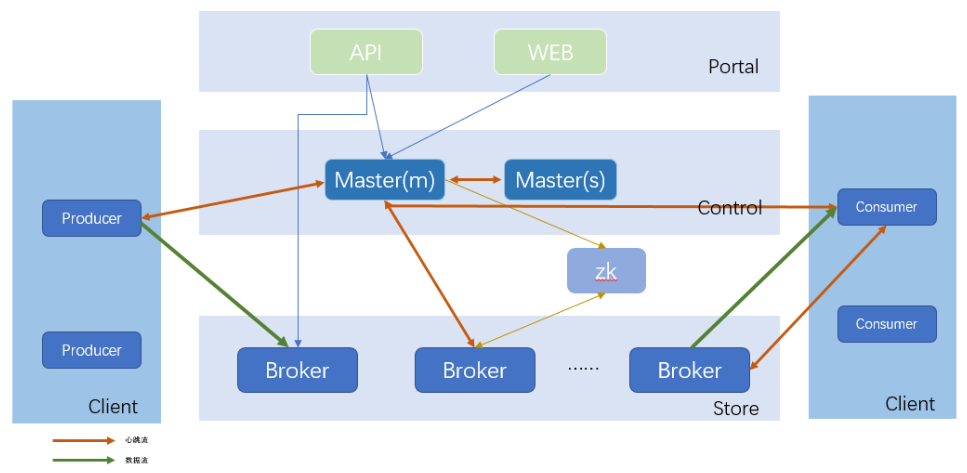 API
WEB
Portal
Master(m)
Master(s)
Control
Producer
Consumer
zk
Producer
Consumer
Broker
Broker
……
Broker
Client
Store
Client
心跳流
数据流